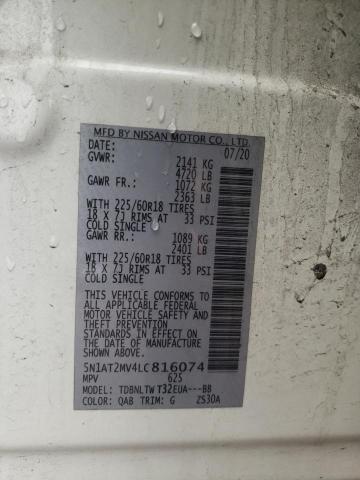 MFD BY NISSAN MOTOR CO., LTD.
DATE: 07/20
GVWR: 2141 KG
4720 LB
GAWR FR.: 1072 KG
2363 LB
WITH 225/60R18 TIRES
18 X 7J RIMS AT 33 PSI
COLD SINGLE
GAWR RR.: 1089 KG
2401 LB
WITH 225/60R18 TIRES
18 X 7J RIMS AT 33 PSI
COLD SINGLE
THIS VEHICLE CONFORMS TO
ALL APPLICABLE FEDERAL
MOTOR VEHICLE SAFETY
STANDARDS IN EFFECT ON
THE DATE OF MANUFACTURE
SHOWN ABOVE.
5N1AT2MV4LC816074
MPV 625
MODEL: TDBNLTW T32EUA---BB
COLOR: QAB TRIM: G ZS30A